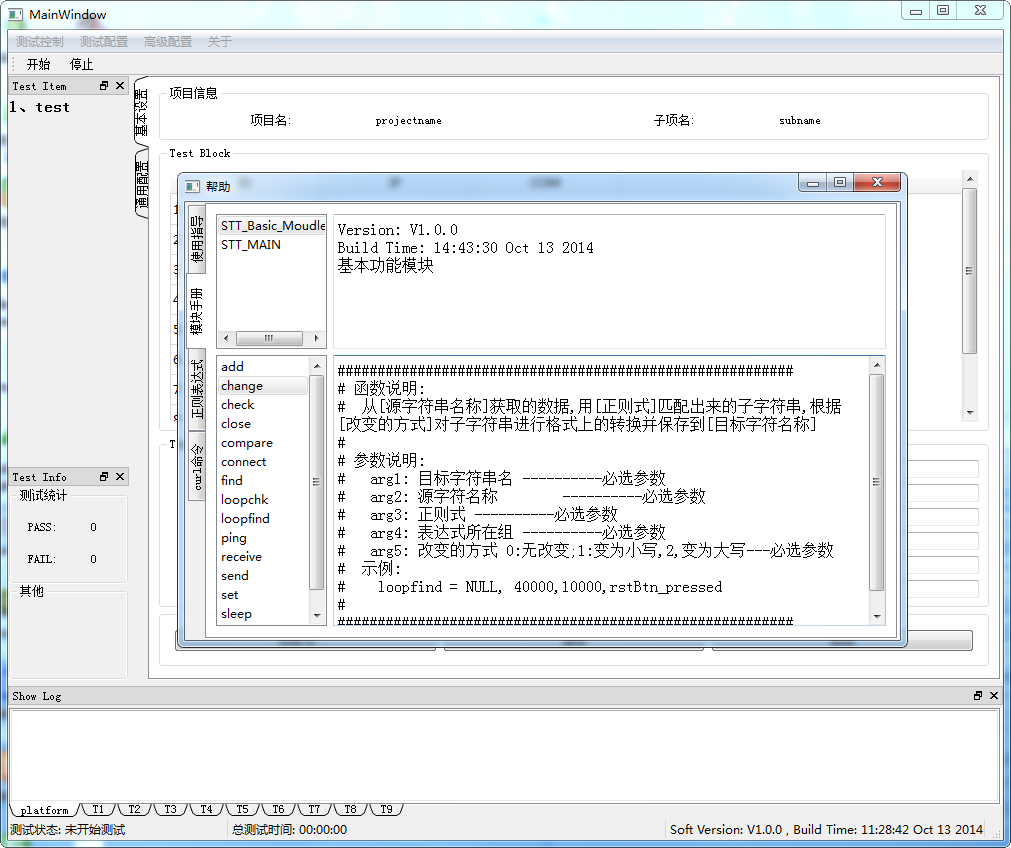 MainWindow
测试控制 测试配置 高级配置 关于
开始 停止
Test Item
1、test
基本设置
通用配置
项目信息
项目名: projectname 子项名: subname
Test Block
帮助
使用指导
模块手册
正则表达式
curl命令
STT_Basic_Moudle
STT_MAIN
Version: V1.0.0
Build Time: 14:43:30 Oct 13 2014
基本功能模块
add
change
check
close
compare
connect
find
loopchk
loopfind
ping
receive
send
set
sleep
#########################################################
# 函数说明:
#  从[源字符串名称]获取的数据,用[正则式]匹配出来的子字符串,根据
[改变的方式]对子字符串进行格式上的转换并保存到[目标字符名称]
#
# 参数说明:
#   arg1: 目标字符串名 ----------必选参数
#   arg2: 源字符名称        ----------必选参数
#   arg3: 正则式 ----------必选参数
#   arg4: 表达式所在组 ----------必选参数
#   arg5: 改变的方式 0:无改变;1:变为小写,2,变为大写---必选参数
#  示例:
#    loopfind = NULL, 40000,10000,rstBtn_pressed
#
#########################################################
Test Info
测试统计
PASS: 0
FAIL: 0
其他
Show Log
platform T1 T2 T3 T4 T5 T6 T7 T8 T9
测试状态: 未开始测试 总测试时间: 00:00:00 Soft Version: V1.0.0 , Build Time: 11:28:42 Oct 13 2014